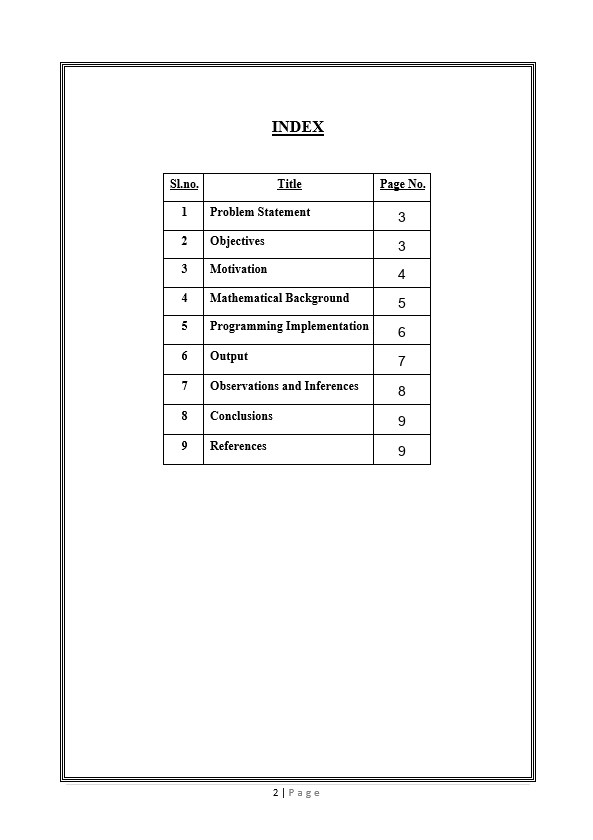 INDEX
Sl.no. Title Page No.
1 Problem Statement 3
2 Objectives 3
3 Motivation 4
4 Mathematical Background 5
5 Programming Implementation 6
6 Output 7
7 Observations and Inferences 8
8 Conclusions 9
9 References 9
2 | Page